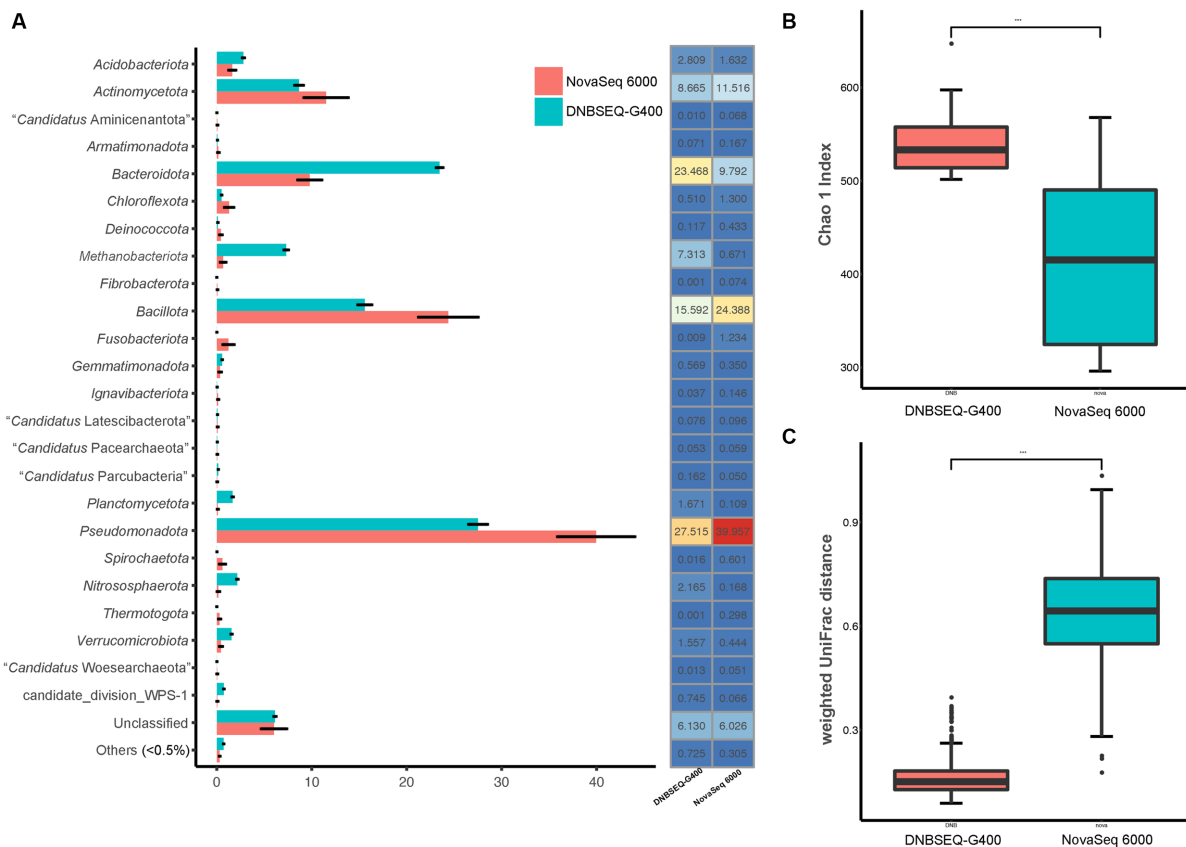 A
Acidobacteriota
Actinomycetota
“Candidatus Aminicenantota”
Armatimonadota
Bacteroidota
Chloroflexota
Deinococcota
Methanobacteriota
Fibrobacterota
Bacillota
Fusobacteriota
Gemmatimonadota
Ignavibacteriota
“Candidatus Latescibacterota”
“Candidatus Pacearchaeota”
“Candidatus Parcubacteria”
Planctomycetota
Pseudomonadota
Spirochaetota
Nitrososphaerota
Thermotogota
Verrucomicrobiota
“Candidatus Woesearchaeota”
candidate_division_WPS-1
Unclassified
Others (<0.5%)
0 10 20 30 40
NovaSeq 6000
DNBSEQ-G400
2.809 1.632
8.665 11.516
0.010 0.068
0.071 0.167
23.468 9.792
0.510 1.300
0.117 0.433
7.313 0.671
0.001 0.074
15.592 24.388
0.009 1.234
0.569 0.350
0.037 0.146
0.076 0.096
0.053 0.059
0.162 0.050
1.671 0.109
27.515 39.957
0.016 0.601
2.165 0.168
0.001 0.298
1.557 0.444
0.013 0.051
0.745 0.066
6.130 6.026
0.725 0.305
DNBSEQ-G400 NovaSeq 6000
B
***
Chao 1 Index
600
500
400
300
DNB nova
DNBSEQ-G400 NovaSeq 6000
C
***
weighted UniFrac distance
0.9
0.6
0.3
DNB nova
DNBSEQ-G400 NovaSeq 6000